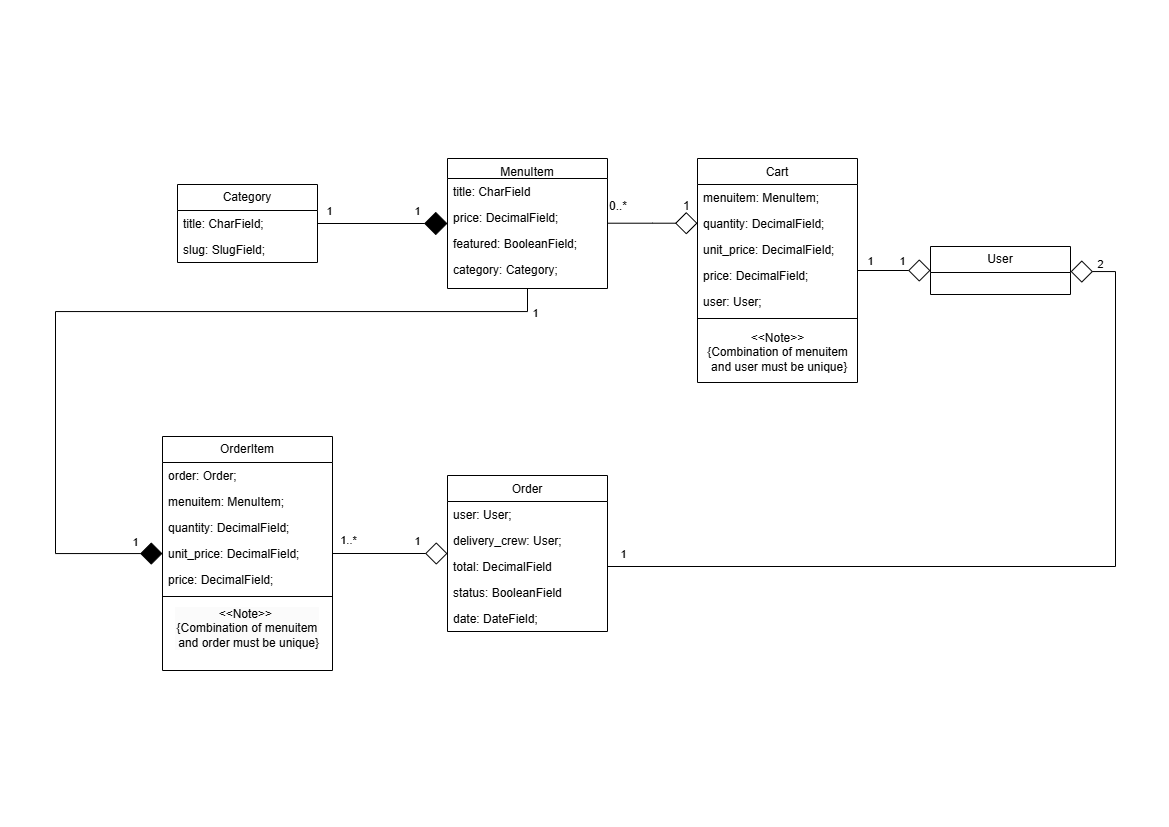 Category
title: CharField;
slug: SlugField;
1
1
MenuItem
title: CharField
price: DecimalField;
featured: BooleanField;
category: Category;
0..*
1
Cart
menuitem: MenuItem;
quantity: DecimalField;
unit_price: DecimalField;
price: DecimalField;
user: User;
<<Note>>
{Combination of menuitem
and user must be unique}
1
1
User
2
1
OrderItem
order: Order;
menuitem: MenuItem;
quantity: DecimalField;
unit_price: DecimalField;
price: DecimalField;
<<Note>>
{Combination of menuitem
and order must be unique}
1
1..*
1
Order
user: User;
delivery_crew: User;
total: DecimalField
status: BooleanField
date: DateField;
1